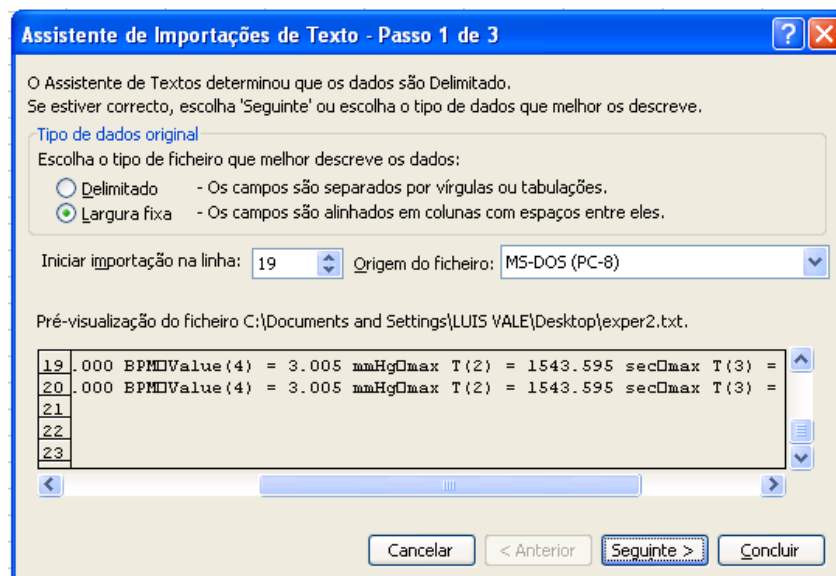 Assistente de Importações de Texto - Passo 1 de 3
O Assistente de Textos determinou que os dados são Delimitado.
Se estiver correcto, escolha 'Seguinte' ou escolha o tipo de dados que melhor os descreve.
Tipo de dados original
Escolha o tipo de ficheiro que melhor descreve os dados:
Delimitado - Os campos são separados por vírgulas ou tabulações.
Largura fixa - Os campos são alinhados em colunas com espaços entre eles.
Iniciar importação na linha: 19 Origem do ficheiro: MS-DOS (PC-8)
Pré-visualização do ficheiro C:\Documents and Settings\LUIS VALE\Desktop\exper2.txt.
19 .000 BPM□Value(4) = 3.005 mmHg□max T(2) = 1543.595 sec□max T(3) =
20 .000 BPM□Value(4) = 3.005 mmHg□max T(2) = 1543.595 sec□max T(3) =
21
22
23
Cancelar < Anterior Seguinte > Concluir